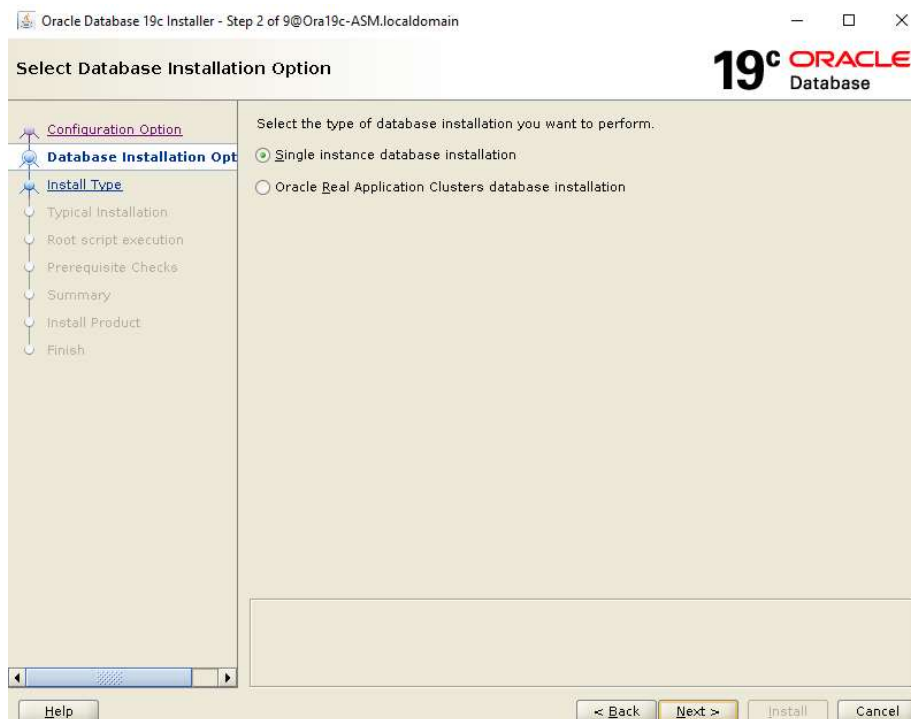 Oracle Database 19c Installer - Step 2 of 9@Ora19c-ASM.localdomain
Select Database Installation Option
19c ORACLE
Database
Configuration Option
Database Installation Opt
Install Type
Typical Installation
Root script execution
Prerequisite Checks
Summary
Install Product
Finish
Select the type of database installation you want to perform.
Single instance database installation
Oracle Real Application Clusters database installation
Help
< Back
Next >
Install
Cancel